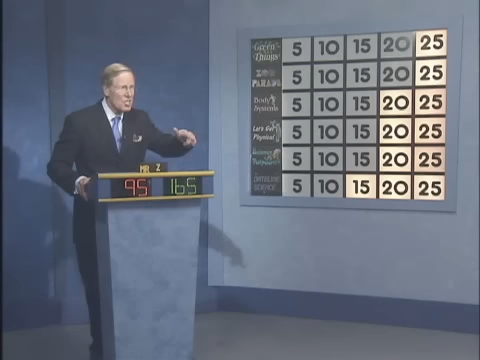 Green Things 5 10 15 20 25
ZOO PARADE 5 10 15 20 25
Body Systems 5 10 15 20 25
Let's Get Physical 5 10 15 20 25
5 10 15 20 25
DATELINE SCIENCE 5 10 15 20 25
MR Z
95 165